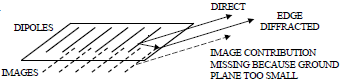 DIRECT
DIPOLES
EDGE
DIFFRACTED
IMAGES
IMAGE CONTRIBUTION
MISSING BECAUSE GROUND
PLANE TOO SMALL